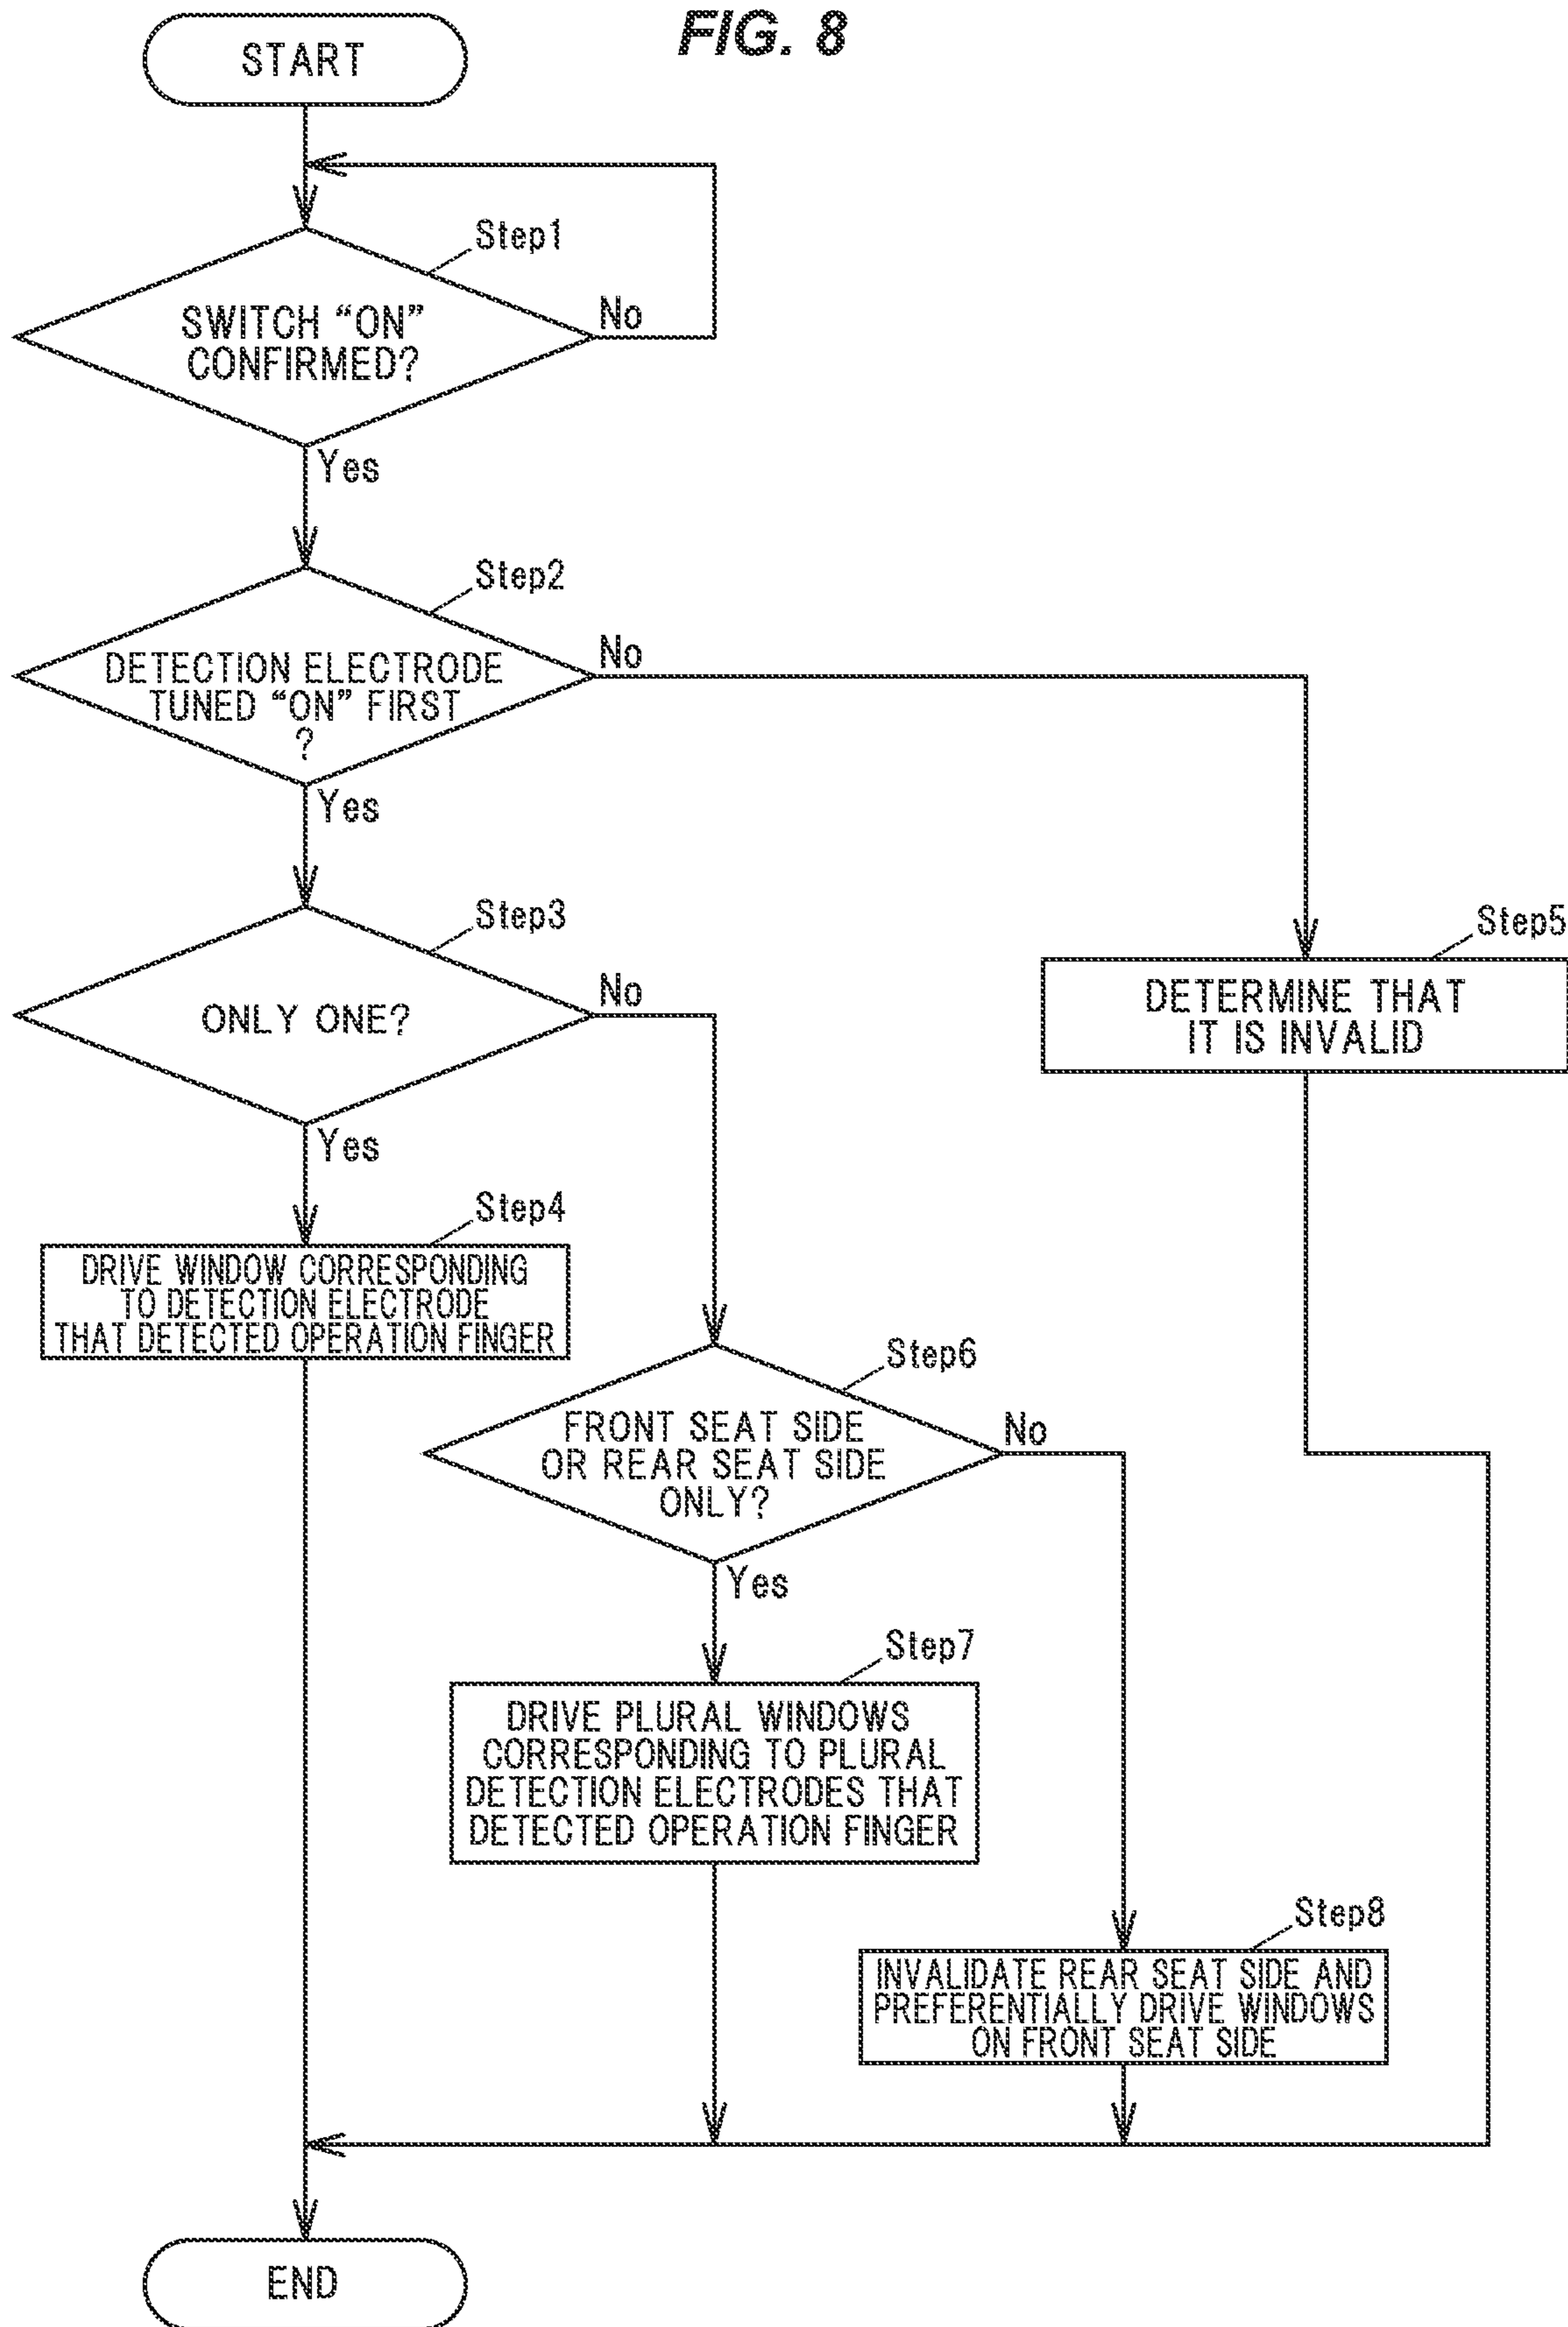 FIG. 8
START
Step1
SWITCH “ON”
CONFIRMED?
No
Yes
Step2
DETECTION ELECTRODE
TUNED “ON” FIRST
?
No
Yes
Step3
ONLY ONE?
No
Yes
Step5
DETERMINE THAT
IT IS INVALID
Step4
DRIVE WINDOW CORRESPONDING
TO DETECTION ELECTRODE
THAT DETECTED OPERATION FINGER
Step6
FRONT SEAT SIDE
OR REAR SEAT SIDE
ONLY?
No
Yes
Step7
DRIVE PLURAL WINDOWS
CORRESPONDING TO PLURAL
DETECTION ELECTRODES THAT
DETECTED OPERATION FINGER
Step8
INVALIDATE REAR SEAT SIDE AND
PREFERENTIALLY DRIVE WINDOWS
ON FRONT SEAT SIDE
END